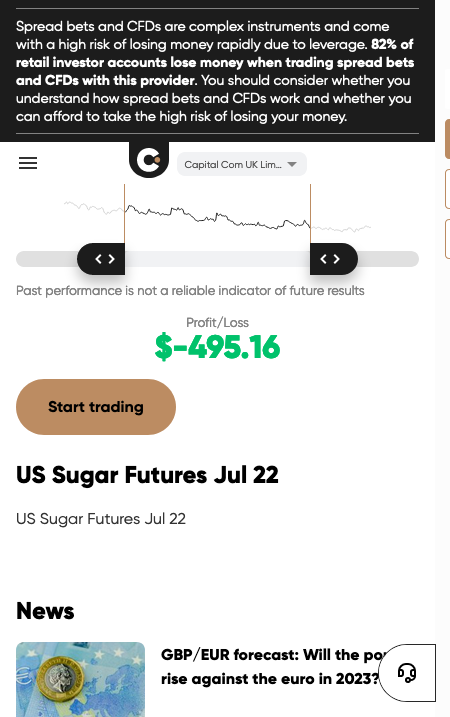 Spread bets and CFDs are complex instruments and come
with a high risk of losing money rapidly due to leverage. 82% of
retail investor accounts lose money when trading spread bets
and CFDs with this provider. You should consider whether you
understand how spread bets and CFDs work and whether you
can afford to take the high risk of losing your money.
Capital Com UK Lim...
Past performance is not a reliable indicator of future results
Profit/Loss
$-495.16
Start trading
US Sugar Futures Jul 22
US Sugar Futures Jul 22
News
GBP/EUR forecast: Will the
rise against the euro in 2023?